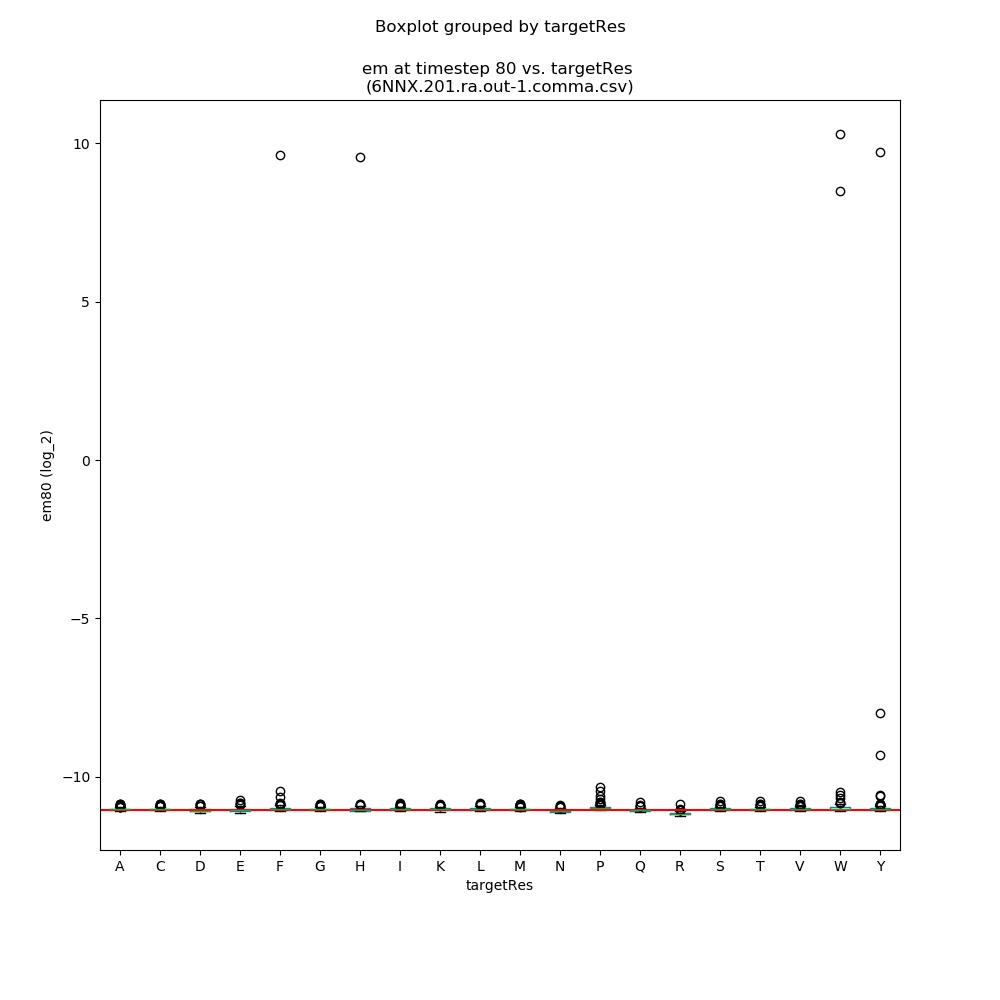 Boxplot grouped by targetRes
em at timestep 80 vs. targetRes
(6NNX.201.ra.out-1.comma.csv)
10
5
0
−5
−10
em80 (log_2)
A C D E F G H I K L M N P Q R S T V W Y
targetRes